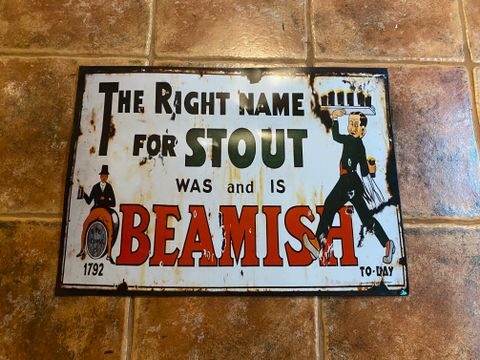 THE RIGHT NAME
FOR STOUT
WAS and IS
BEAMISH
1792
TO-DAY